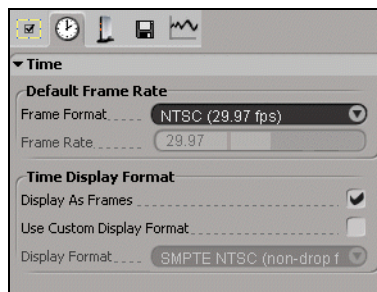 Time
Default Frame Rate
Frame Format NTSC (29.97 fps)
Frame Rate 29.97
Time Display Format
Display As Frames
Use Custom Display Format
Display Format SMPTE NTSC (non-drop f